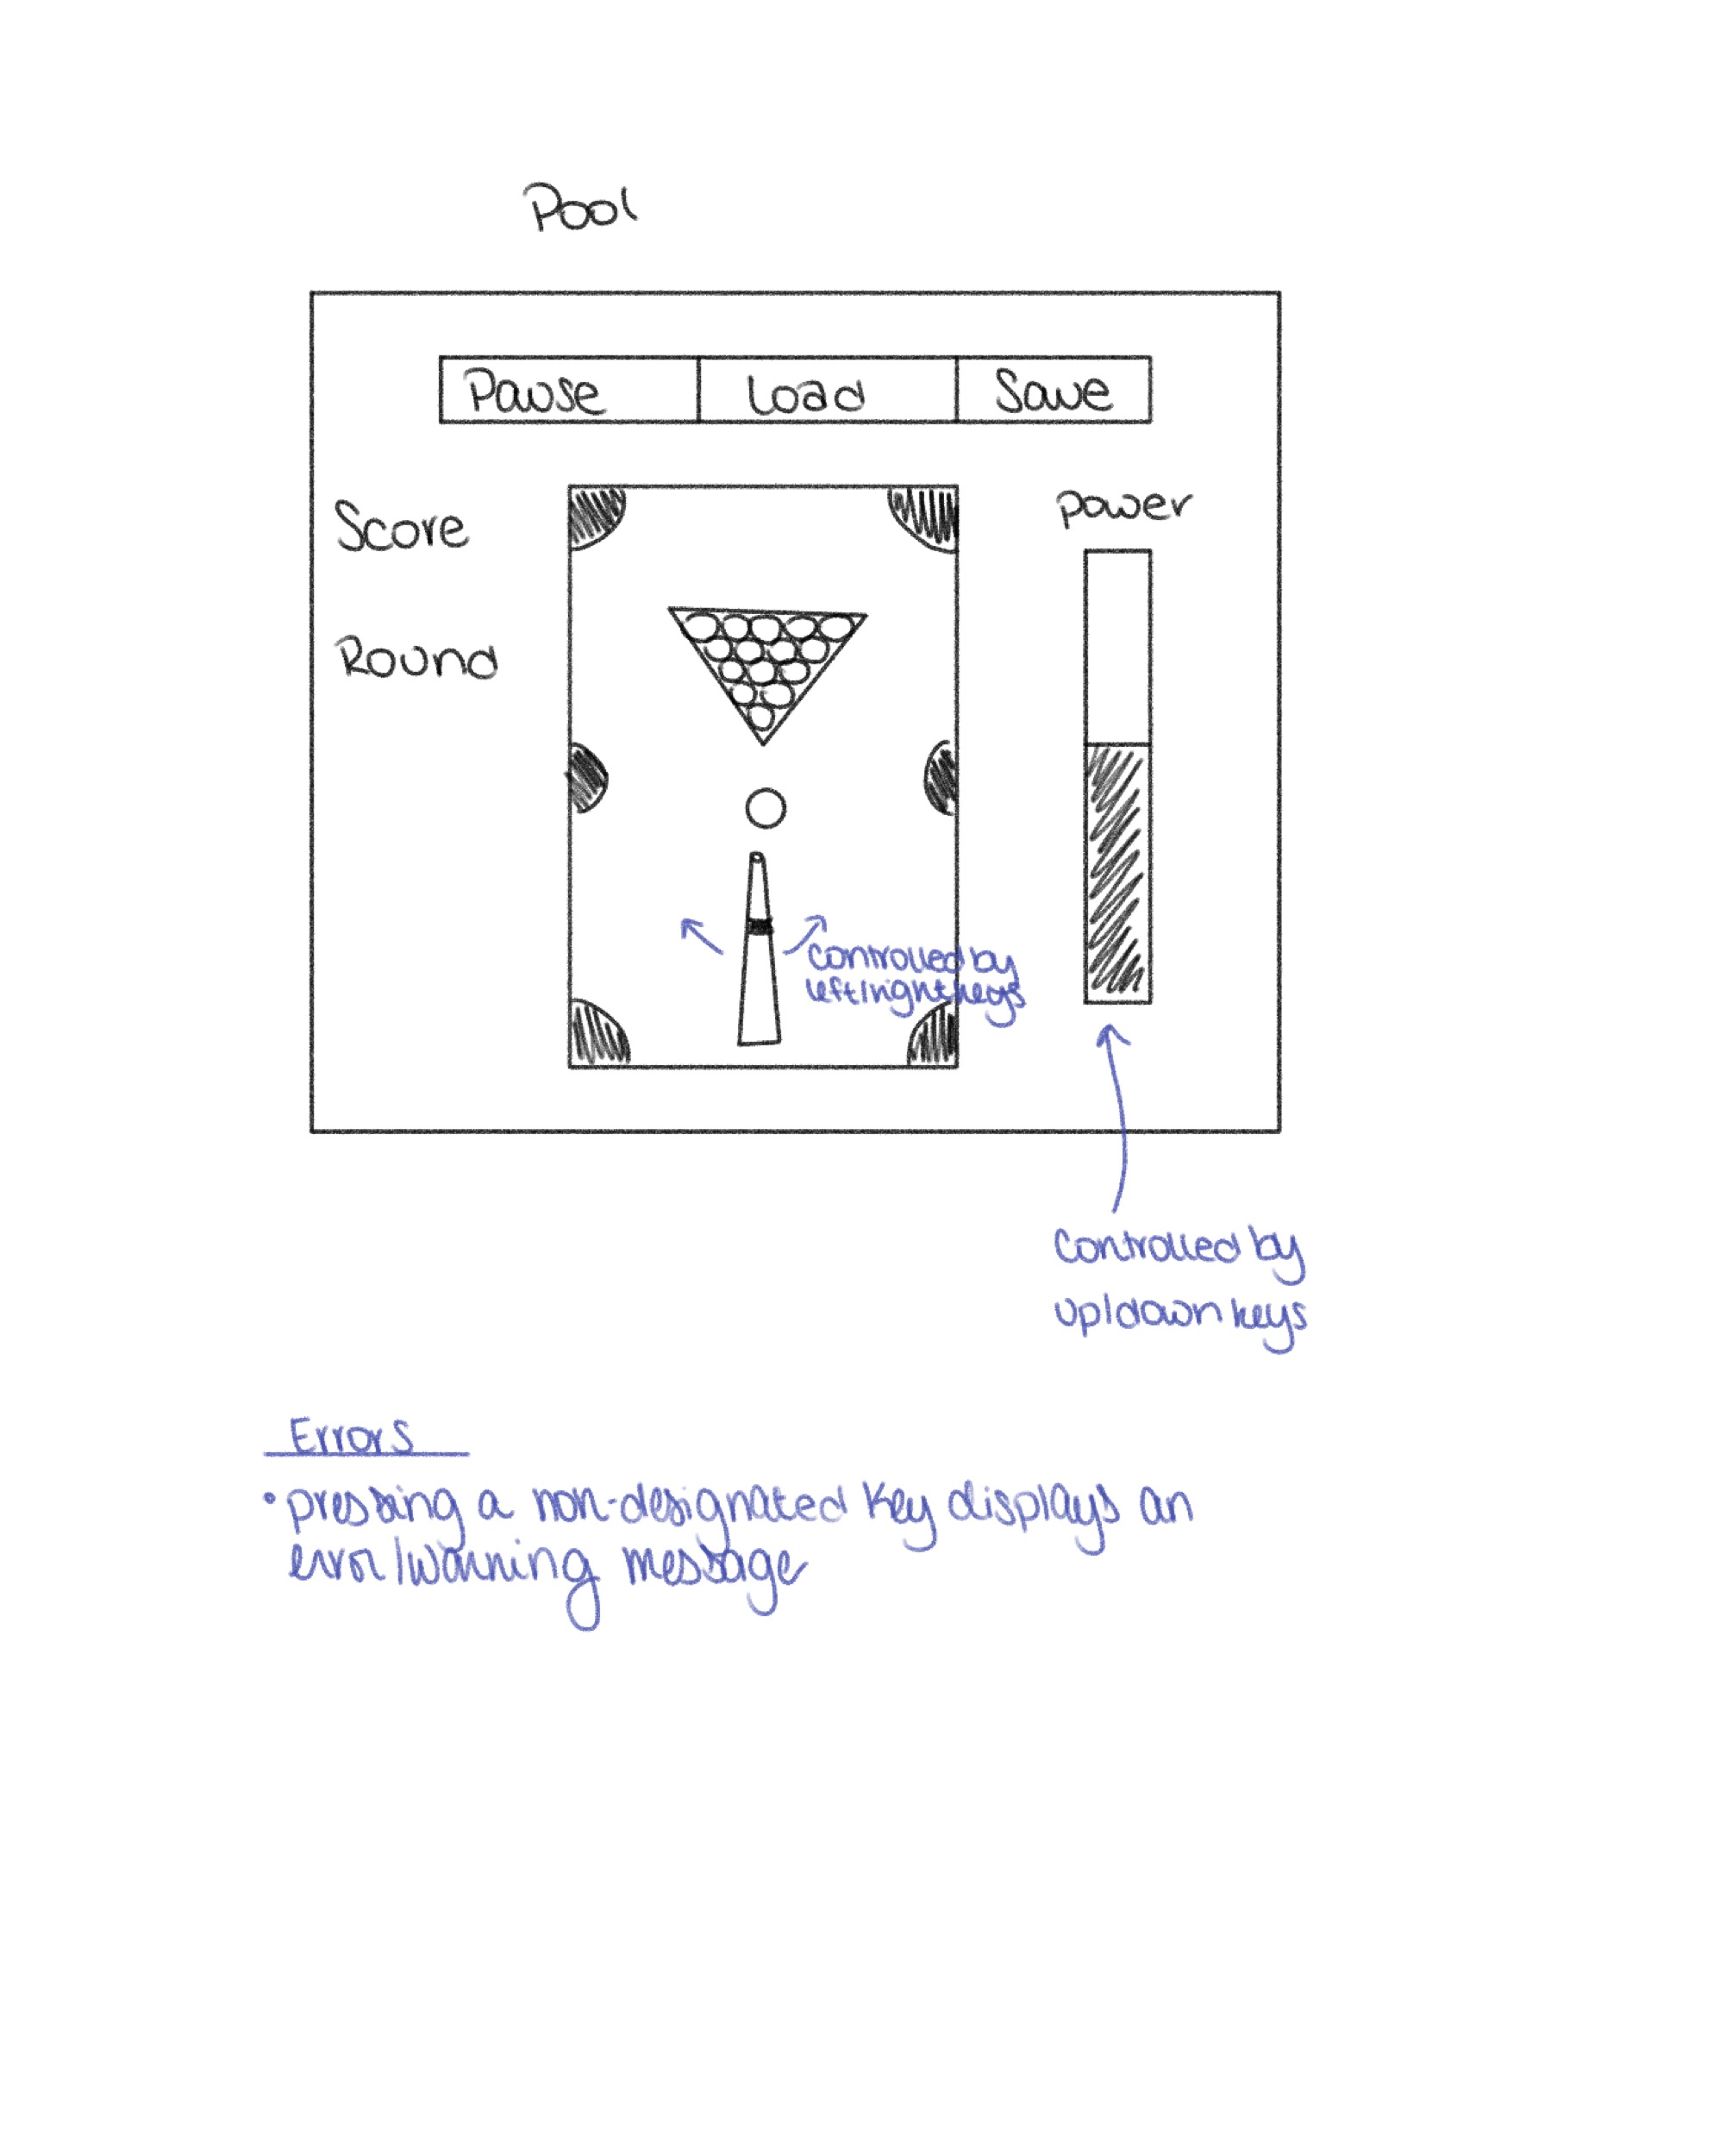 Pool
Pause Load Save
Score
power
Round
Controlled by
left/right keys
Controlled by
up/down keys
Errors
• pressing a non-designated key displays an
error/warning message